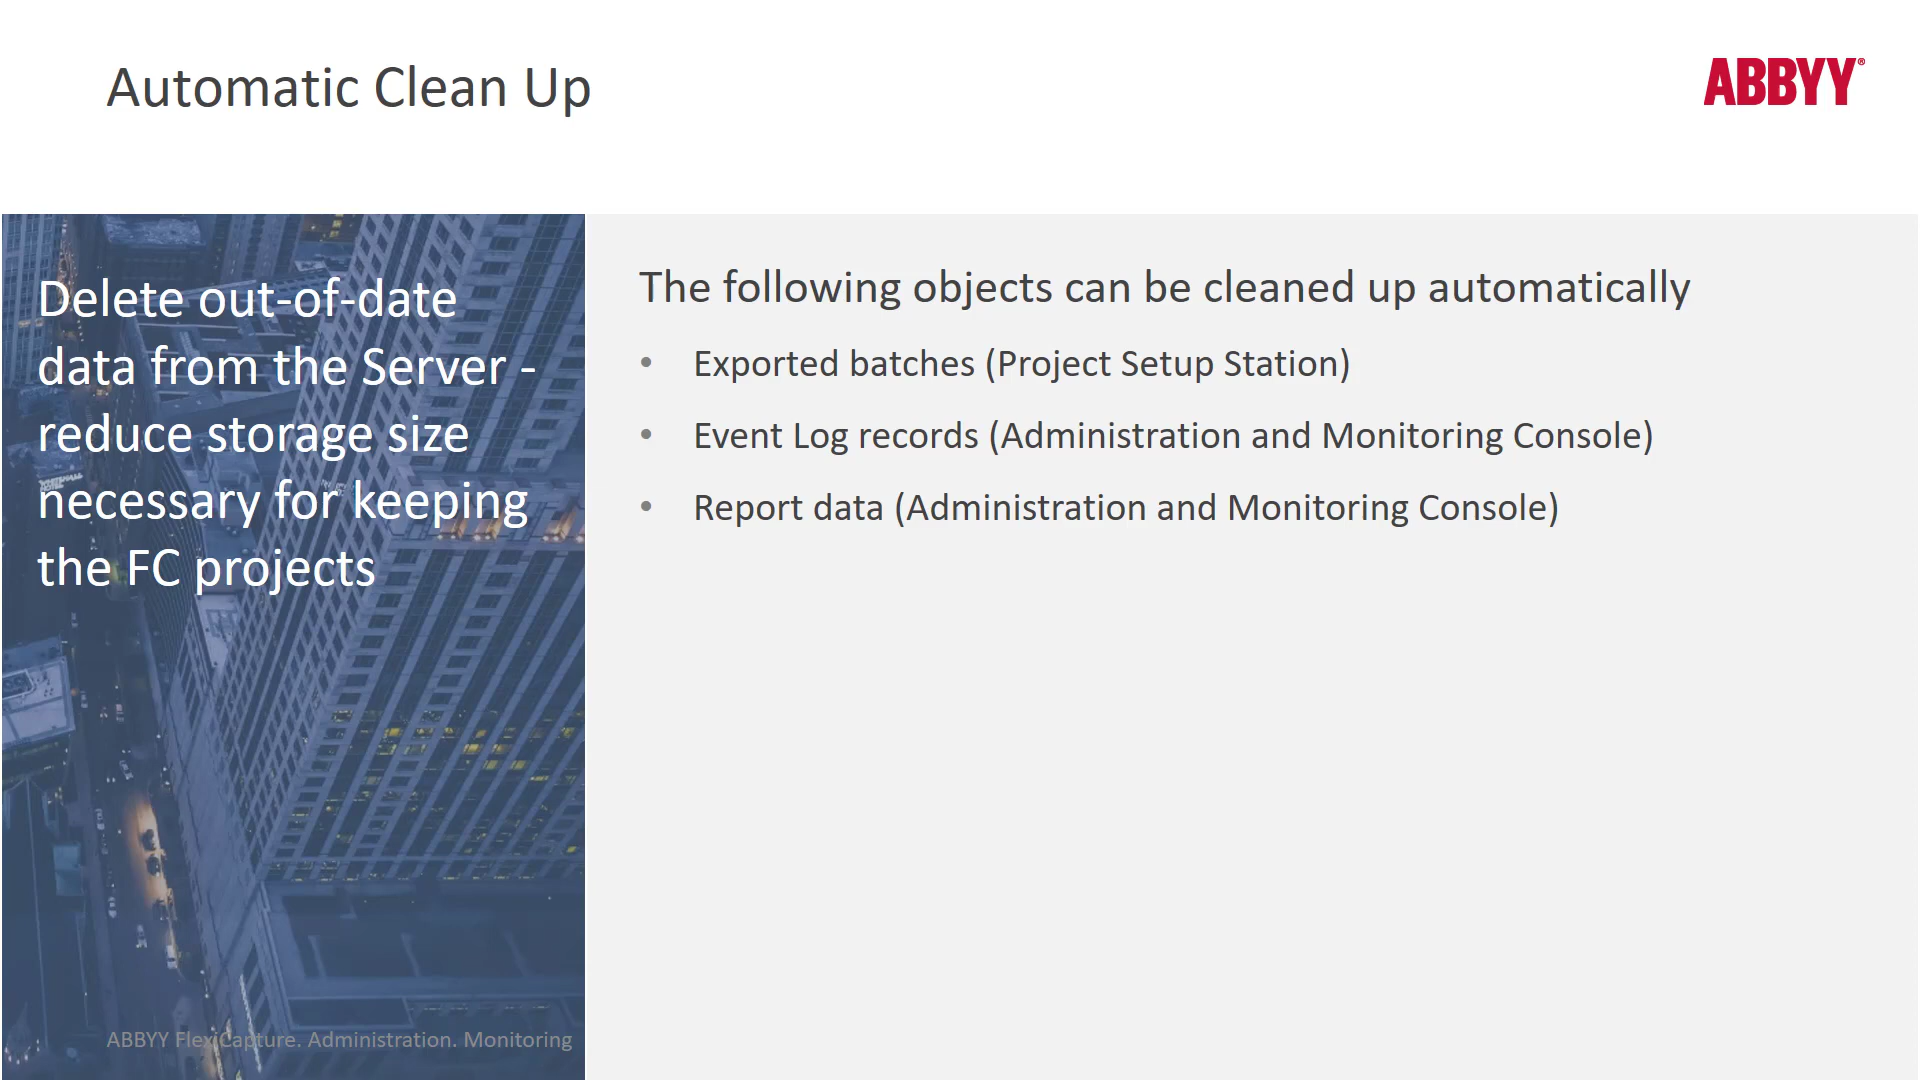 Automatic Clean Up
ABBYY®
Delete out-of-date
data from the Server -
reduce storage size
necessary for keeping
the FC projects
The following objects can be cleaned up automatically
• Exported batches (Project Setup Station)
• Event Log records (Administration and Monitoring Console)
• Report data (Administration and Monitoring Console)
ABBYY FlexiCapture. Administration. Monitoring